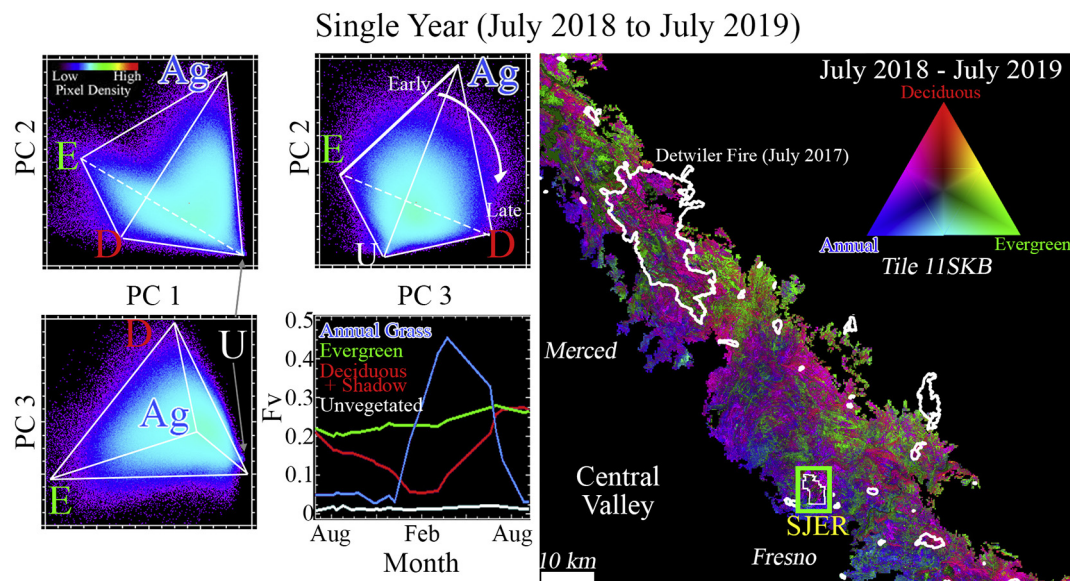 Single Year (July 2018 to July 2019)
Low High
Pixel Density
Ag
PC 2
E
D
PC 1
Ag
Early
PC 2
E
Late
U
D
PC 3
D
U
PC 3
Ag
E
0.5
0.4
0.3
0.2
0.1
0
Fv
Annual Grass
Evergreen
Deciduous
+ Shadow
Unvegetated
Aug Feb Aug
Month
July 2018 - July 2019
Deciduous
Annual
Evergreen
Tile 11SKB
Detwiler Fire (July 2017)
Merced
Central
Valley
SJER
Fresno
10 km